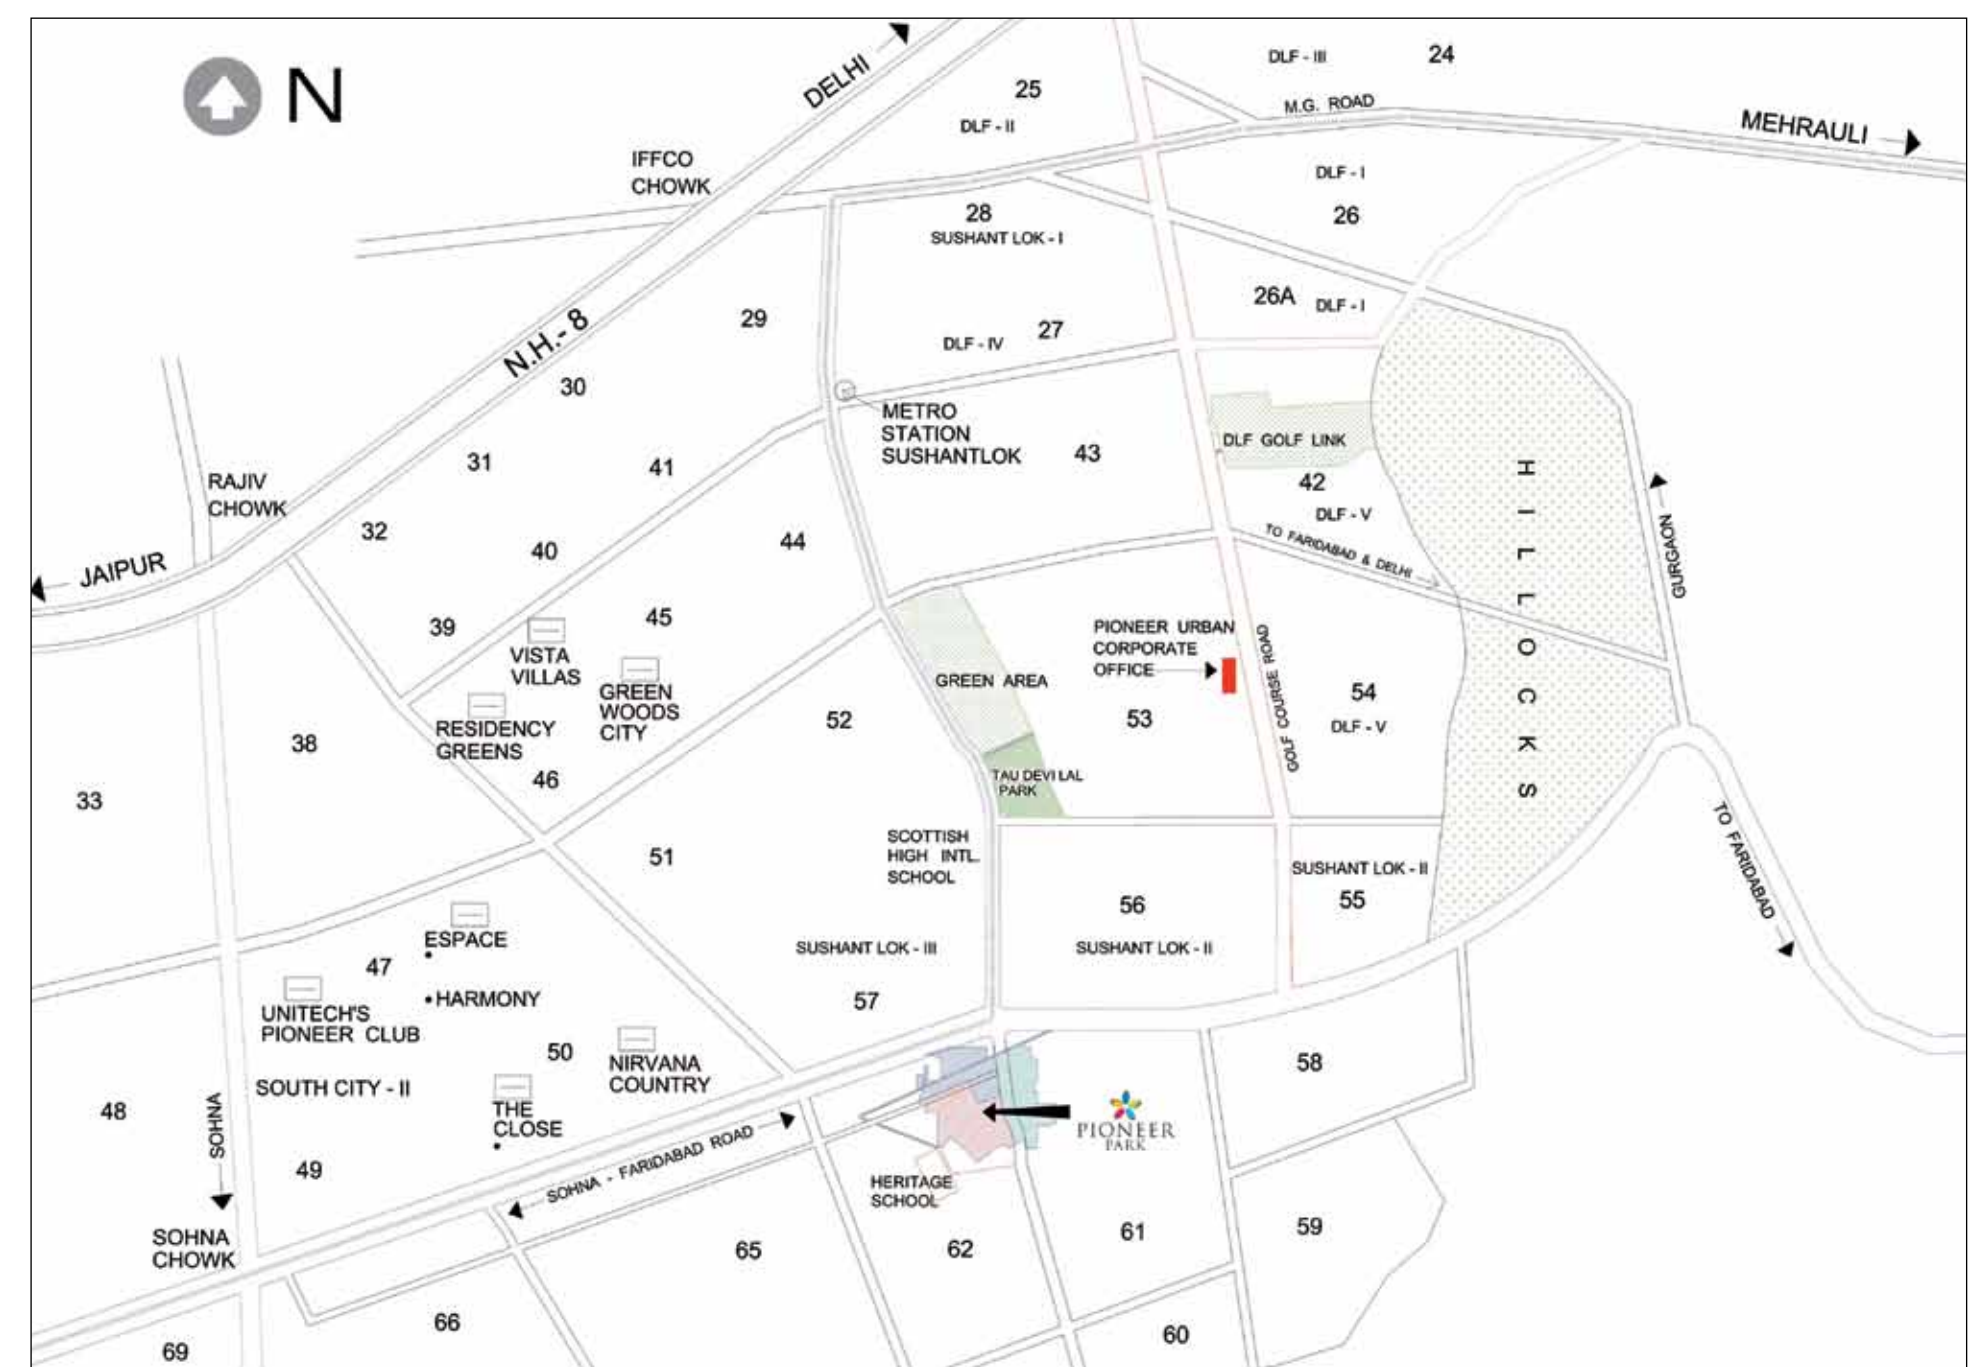 N
DELHI
DLF - III
24
25
M.G. ROAD
DLF - II
MEHRAULI
IFFCO
CHOWK
DLF - I
26
28
SUSHANT LOK - I
26A
DLF - I
29
27
DLF - IV
N.H.- 8
30
METRO
STATION
SUSHANTLOK
43
DLF GOLF LINK
31
41
42
DLF - V
HILLOCKS
RAJIV
CHOWK
32
40
44
TO FARIDABAD & DELHI
GURGAON
JAIPUR
39
45
VISTA
VILLAS
GREEN
WOODS
CITY
RESIDENCY
GREENS
PIONEER URBAN
CORPORATE
OFFICE
GOLF COURSE ROAD
GREEN AREA
52
53
54
DLF - V
38
46
33
TAU DEVI LAL
PARK
TO FARIDABAD
SCOTTISH
HIGH INTL.
SCHOOL
51
SUSHANT LOK - II
55
56
SUSHANT LOK - II
SUSHANT LOK - III
57
ESPACE
47
HARMONY
UNITECH'S
PIONEER CLUB
50
NIRVANA
COUNTRY
58
SOUTH CITY - II
48
SOHNA
THE
CLOSE
PIONEER
PARK
49
SOHNA - FARIDABAD ROAD
HERITAGE
SCHOOL
SOHNA
CHOWK
65
62
61
59
66
60
69